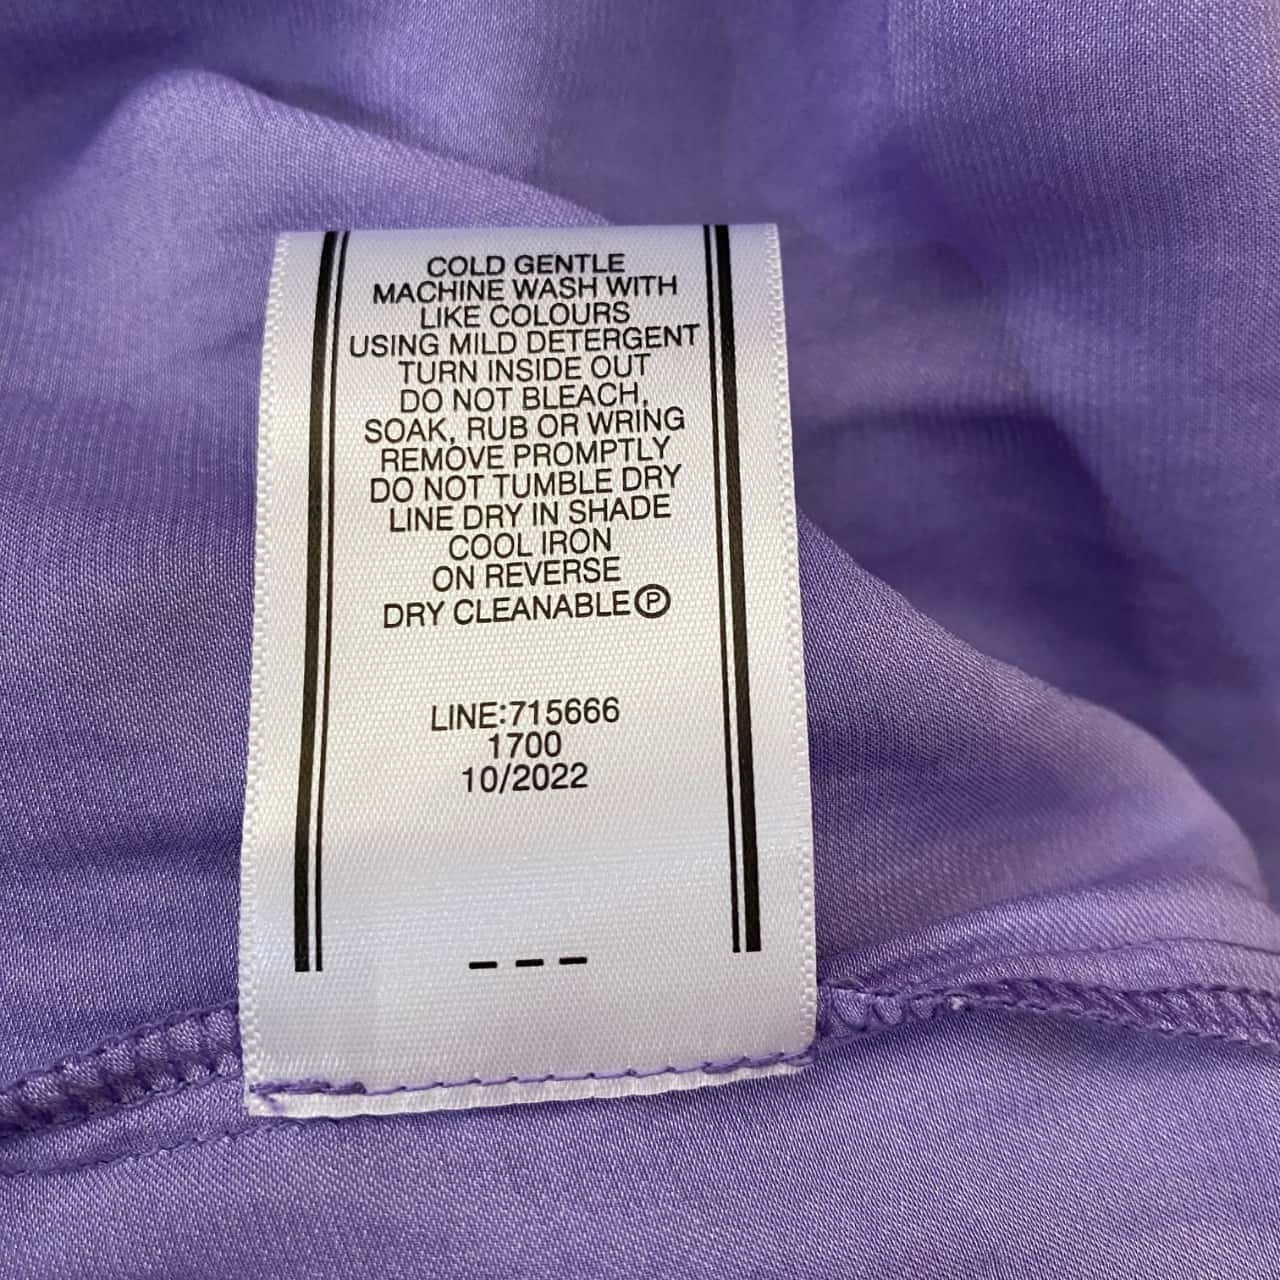 COLD GENTLE
MACHINE WASH WITH
LIKE COLOURS
USING MILD DETERGENT
TURN INSIDE OUT
DO NOT BLEACH,
SOAK, RUB OR WRING
REMOVE PROMPTLY
DO NOT TUMBLE DRY
LINE DRY IN SHADE
COOL IRON
ON REVERSE
DRY CLEANABLE Ⓟ
LINE:715666
1700
10/2022
– – –